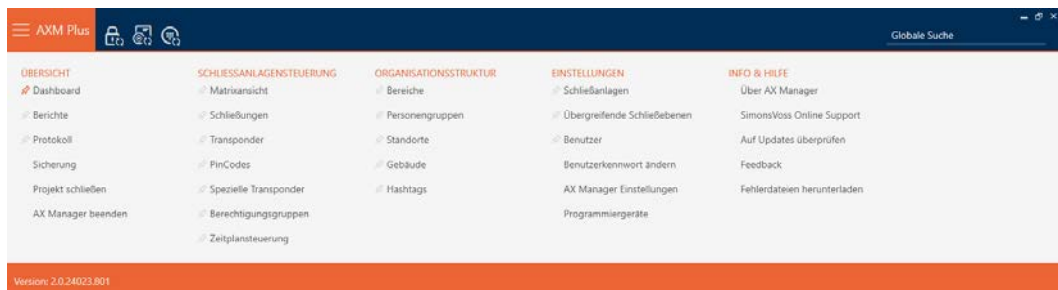 AXM Plus
Globale Suche
ÜBERSICHT
Dashboard
Berichte
Protokoll
Sicherung
Projekt schließen
AX Manager beenden
SCHLIESSANLAGENSTEUERUNG
Matrixansicht
Schließungen
Transponder
PinCodes
Spezielle Transponder
Berechtigungsgruppen
Zeitplansteuerung
ORGANISATIONSSTRUKTUR
Bereiche
Personengruppen
Standorte
Gebäude
Hashtags
EINSTELLUNGEN
Schließanlagen
Übergreifende Schließebenen
Benutzer
Benutzerkennwort ändern
AX Manager Einstellungen
Programmiergeräte
INFO & HILFE
Über AX Manager
SimonsVoss Online Support
Auf Updates überprüfen
Feedback
Fehlerdateien herunterladen
Version: 2.0.24023.801